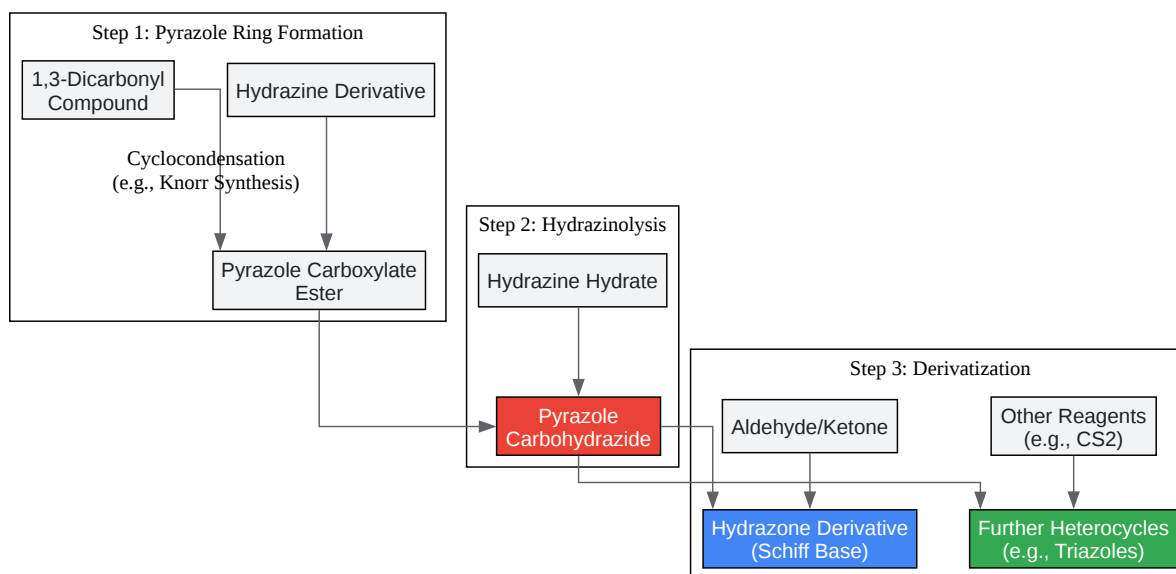 Step 1: Pyrazole Ring Formation
1,3-Dicarbonyl
Compound
Hydrazine Derivative
Cyclocondensation
(e.g., Knorr Synthesis)
Pyrazole Carboxylate
Ester
Step 2: Hydrazinolysis
Hydrazine Hydrate
Pyrazole
Carbohydrazide
Step 3: Derivatization
Aldehyde/Ketone
Other Reagents
(e.g., CS2)
Hydrazone Derivative
(Schiff Base)
Further Heterocycles
(e.g., Triazoles)